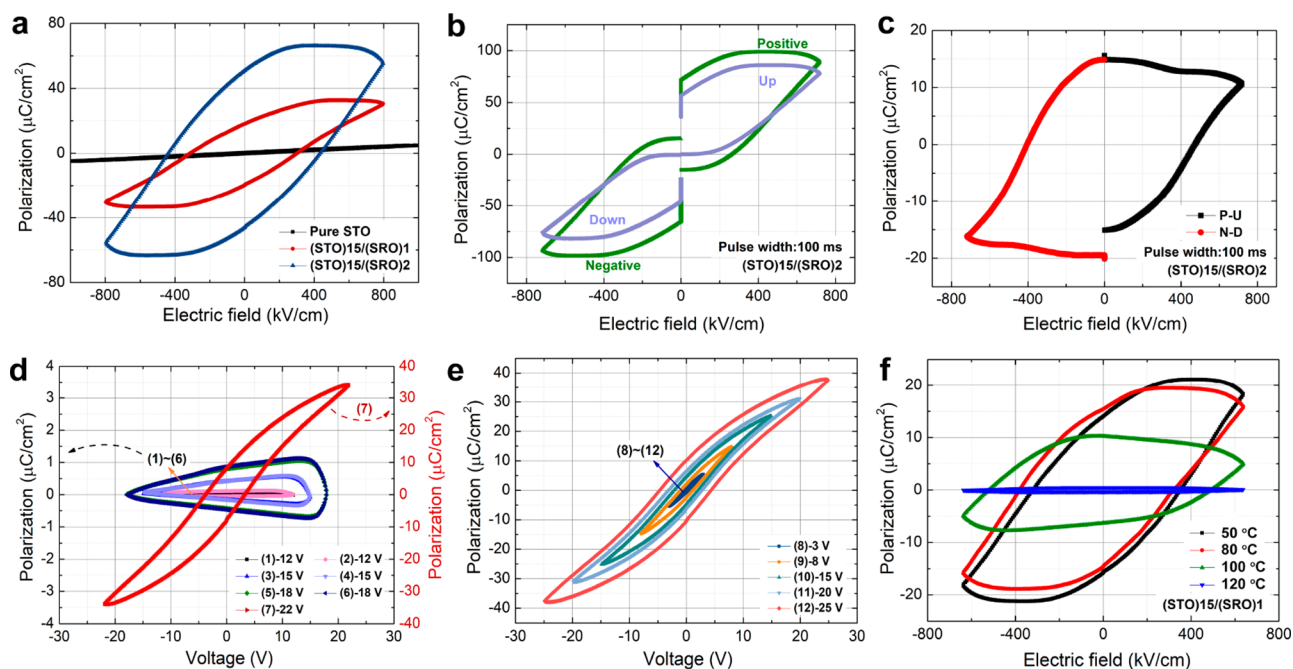 a
80
40
0
-40
-80
-800 -400 0 400 800
Polarization (μC/cm²)
Electric field (kV/cm)
Pure STO
(STO)15/(SRO)1
(STO)15/(SRO)2
b
100
50
0
-50
-100
-800 -400 0 400 800
Polarization (μC/cm²)
Electric field (kV/cm)
Positive
Up
Down
Negative
Pulse width:100 ms
(STO)15/(SRO)2
c
20
10
0
-10
-20
-800 -400 0 400 800
Polarization (μC/cm²)
Electric field (kV/cm)
P-U
N-D
Pulse width:100 ms
(STO)15/(SRO)2
d
4
3
2
1
0
-1
-2
-3
-4
40
30
20
10
0
-10
-20
-30
-40
-30 -20 -10 0 10 20 30
Polarization (μC/cm²)
Polarization (μC/cm²)
Voltage (V)
(7)
(1)~(6)
(1)-12 V (2)-12 V
(3)-15 V (4)-15 V
(5)-18 V (6)-18 V
(7)-22 V
e
40
30
20
10
0
-10
-20
-30
-40
-30 -20 -10 0 10 20 30
Polarization (μC/cm²)
Voltage (V)
(8)~(12)
(8)-3 V
(9)-8 V
(10)-15 V
(11)-20 V
(12)-25 V
f
20
10
0
-10
-20
-800 -400 0 400 800
Polarization (μC/cm²)
Electric field (kV/cm)
50 °C
80 °C
100 °C
120 °C
(STO)15/(SRO)1